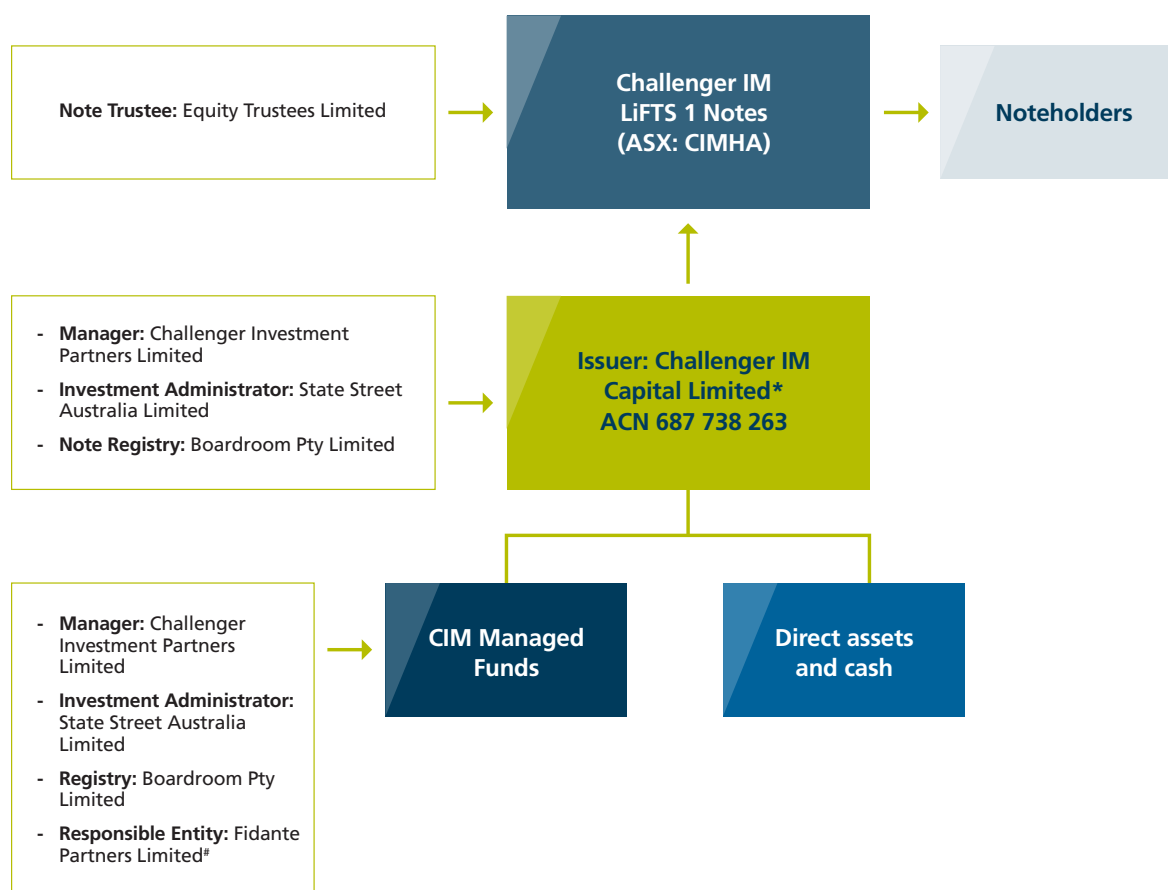 Note Trustee: Equity Trustees Limited
Challenger IM
LiFTS 1 Notes
(ASX: CIMHA)
Noteholders
- Manager: Challenger Investment
Partners Limited
- Investment Administrator: State Street
Australia Limited
- Note Registry: Boardroom Pty Limited
Issuer: Challenger IM
Capital Limited*
ACN 687 738 263
- Manager: Challenger
Investment Partners
Limited
- Investment Administrator:
State Street Australia
Limited
- Registry: Boardroom Pty
Limited
- Responsible Entity: Fidante
Partners Limited#
CIM Managed
Funds
Direct assets
and cash